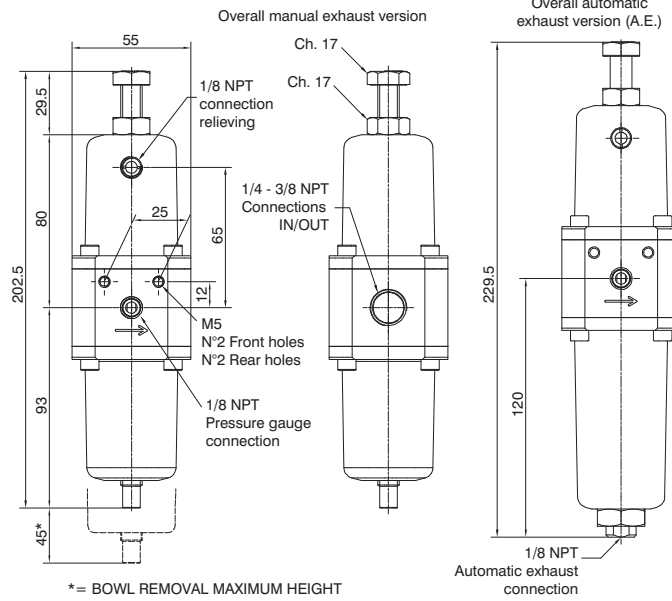 Overall manual exhaust version
Overall automatic
exhaust version (A.E.)
55
Ch. 17
Ch. 17
1/8 NPT
connection
relieving
29.5
80
202.5
93
45*
25
65
12
1/4 - 3/8 NPT
Connections
IN/OUT
M5
N°2 Front holes
N°2 Rear holes
1/8 NPT
Pressure gauge
connection
229.5
120
1/8 NPT
Automatic exhaust
connection
*= BOWL REMOVAL MAXIMUM HEIGHT